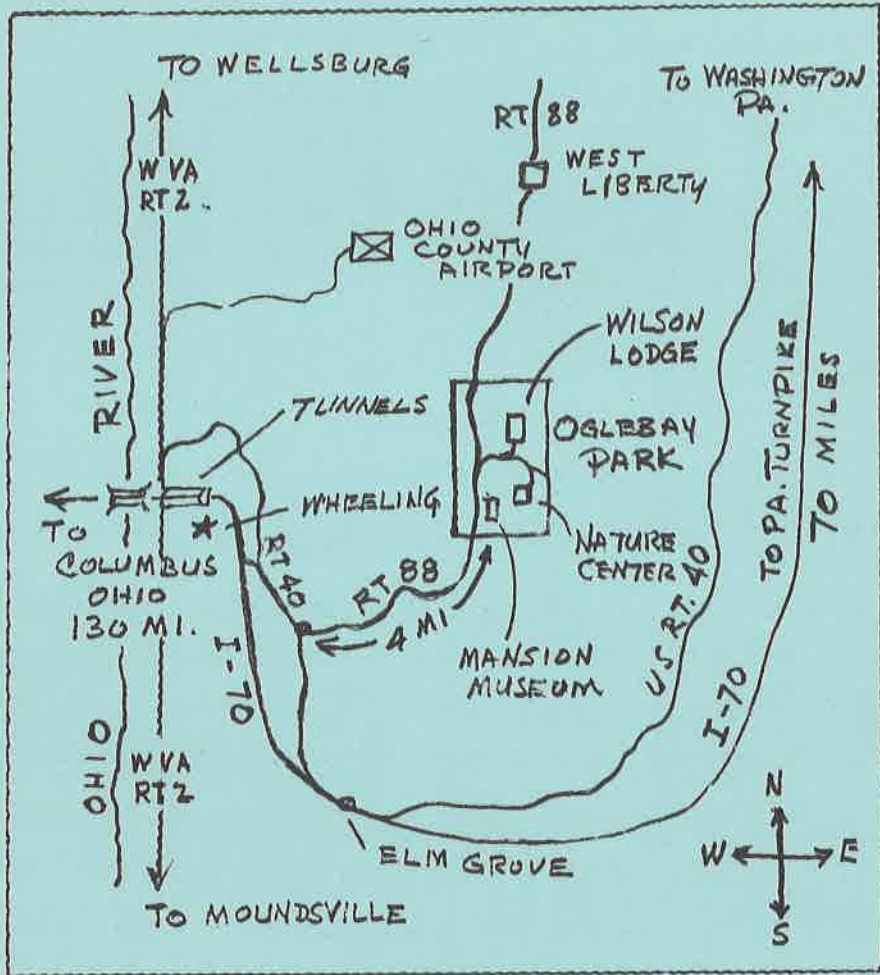 TO WELLSBURG
TO WASHINGTON
PA.
RT 88
WEST
LIBERTY
W VA
RT 2.
OHIO
COUNTY
AIRPORT
WILSON
LODGE
RIVER
TUNNELS
OGLEBAY
PARK
TO PA. TURNPIKE
70 MILES
WHEELING
TO
COLUMBUS
OHIO
130 MI.
RT 40
RT 88
4 MI
NATURE
CENTER
MANSION
MUSEUM
US RT. 40
I-70
I-70
OHIO
W VA
RT 2
ELM GROVE
TO MOUNDSVILLE
N
W
E
S